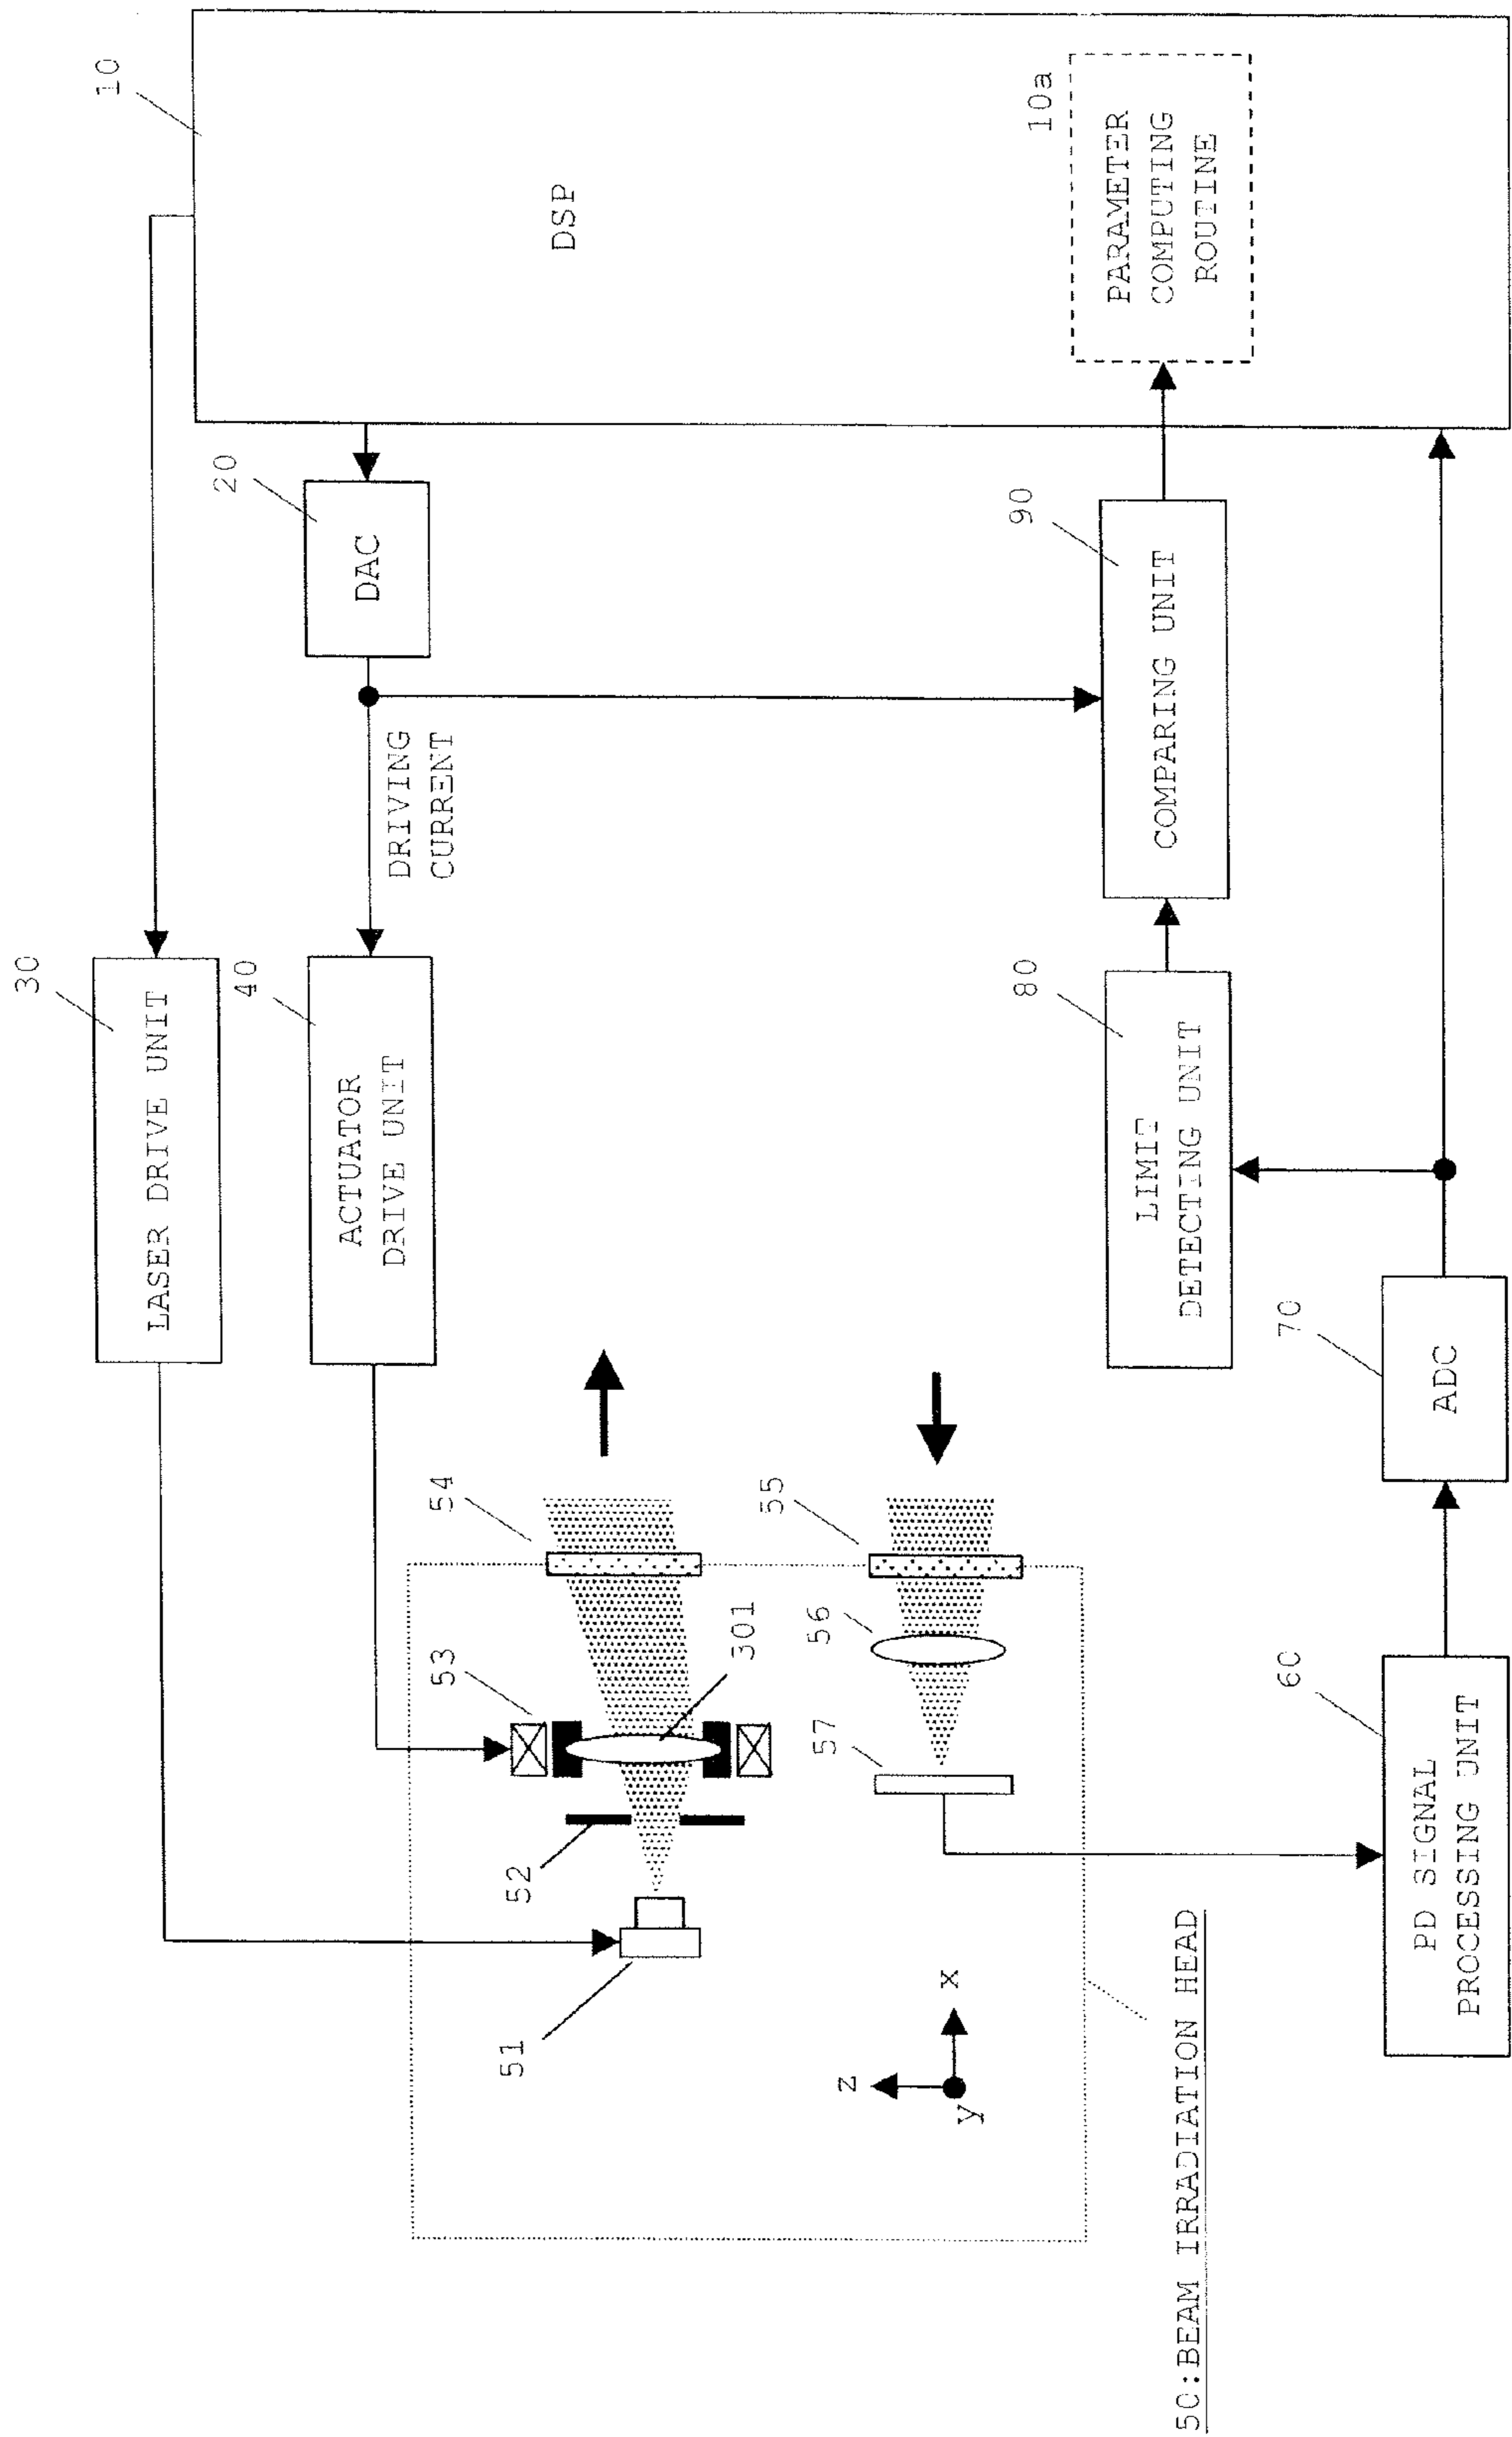 10
DSP
10a
PARAMETER
COMPUTING
ROUTINE
20
DAC
DRIVING
CURRENT
90
COMPARING UNIT
30
LASER DRIVE UNIT
40
ACTUATOR
DRIVE UNIT
80
LIMIT
DETECTING UNIT
70
ADC
54
55
53
301
56
57
52
51
60
PD SIGNAL
PROCESSING UNIT
z
x
y
50:BEAM IRRADIATION HEAD